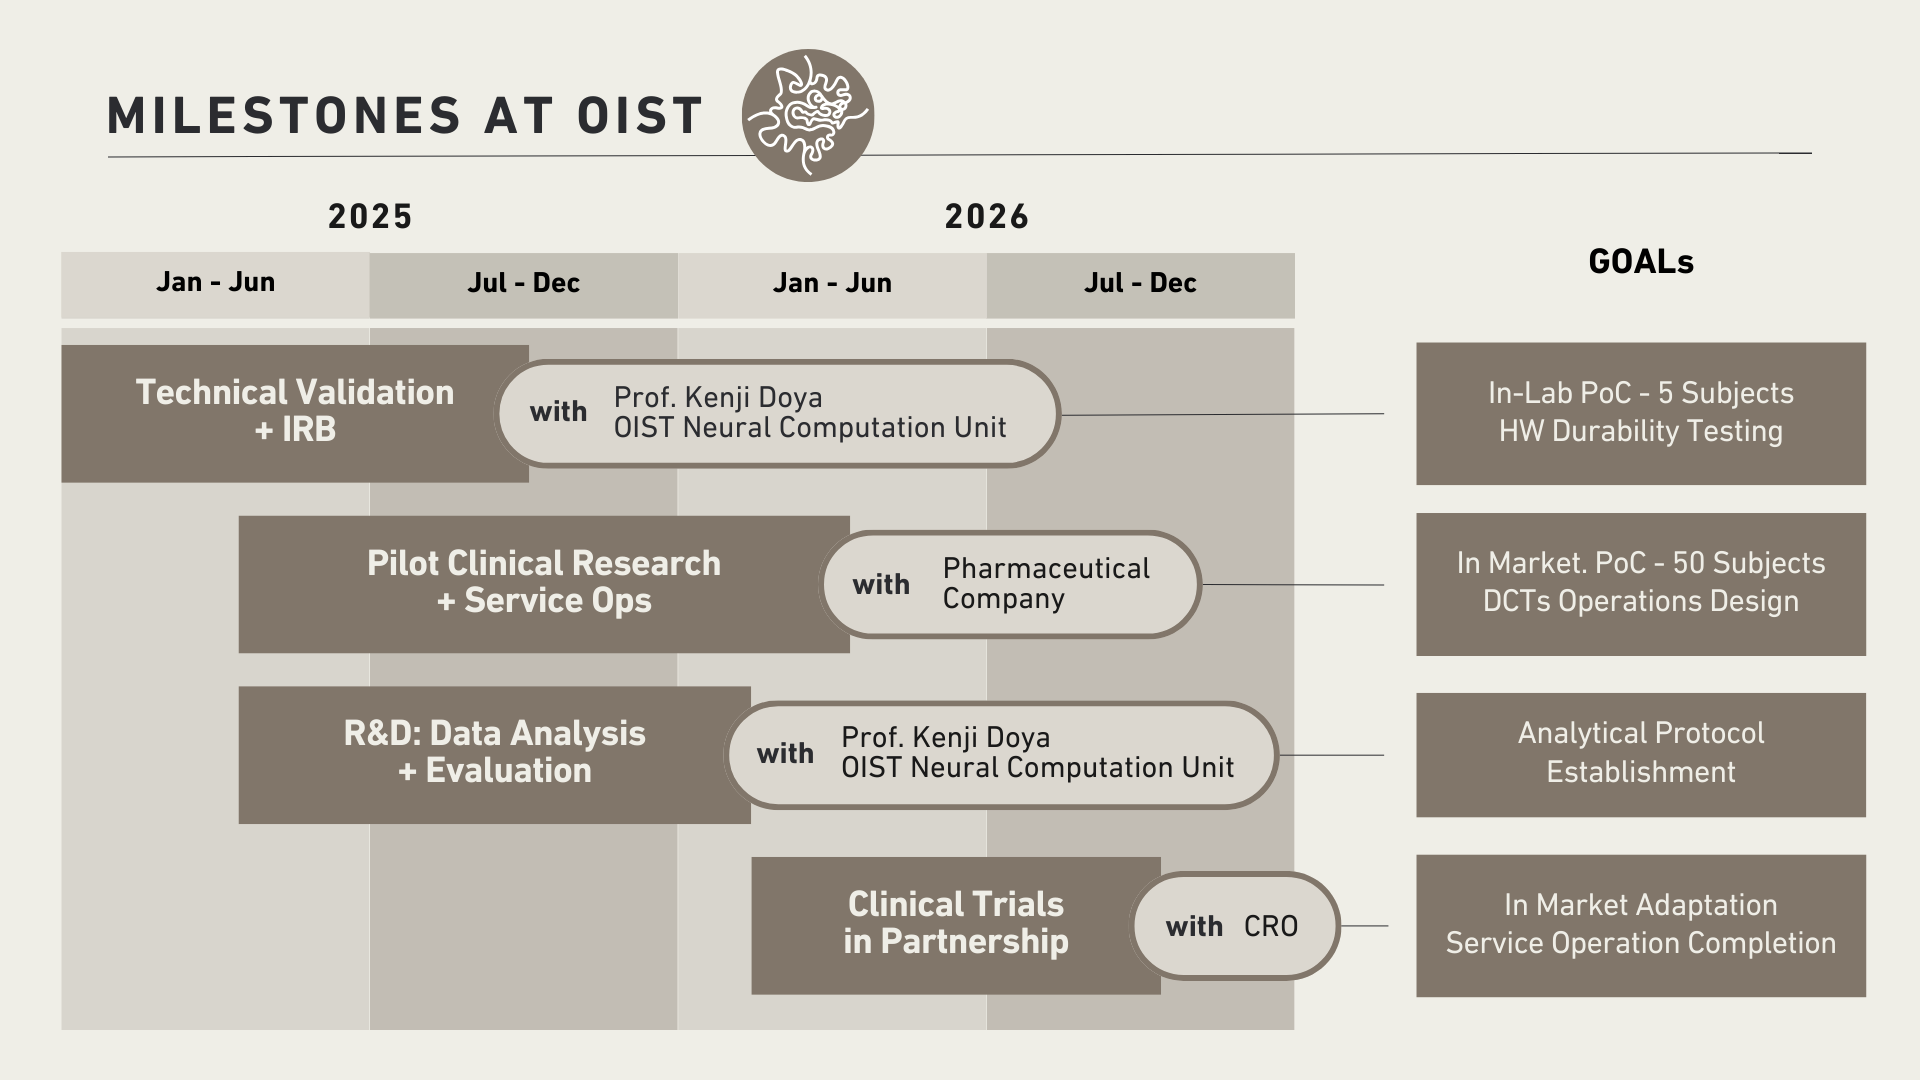 MILESTONES AT OIST
2025
2026
Jan - Jun
Jul - Dec
Jan - Jun
Jul - Dec
GOALs
Technical Validation
+ IRB
with
Prof. Kenji Doya
OIST Neural Computation Unit
In-Lab PoC - 5 Subjects
HW Durability Testing
Pilot Clinical Research
+ Service Ops
with
Pharmaceutical
Company
In Market. PoC - 50 Subjects
DCTs Operations Design
R&D: Data Analysis
+ Evaluation
with
Prof. Kenji Doya
OIST Neural Computation Unit
Analytical Protocol
Establishment
Clinical Trials
in Partnership
with CRO
In Market Adaptation
Service Operation Completion